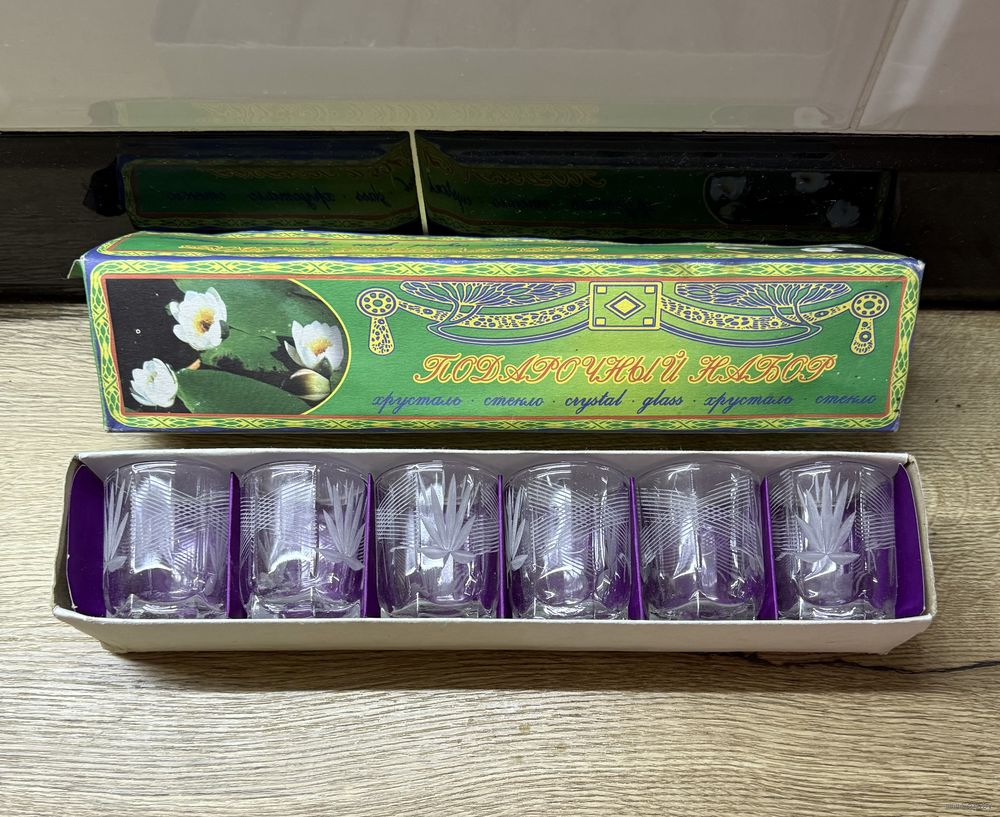 ПОДАРОЧНЫЙ НАБОР
хрусталь · стекло · crystal · glass · хрусталь · стекло